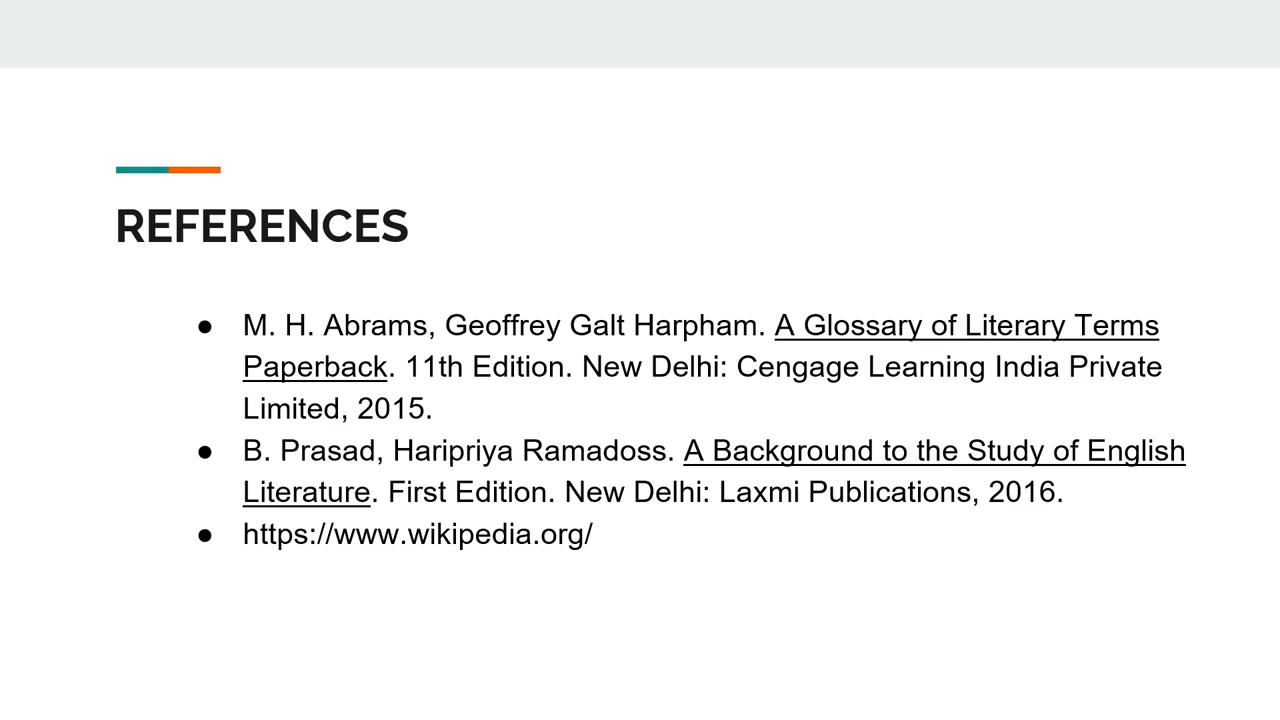 REFERENCES
● M. H. Abrams, Geoffrey Galt Harpham. A Glossary of Literary Terms
Paperback. 11th Edition. New Delhi: Cengage Learning India Private
Limited, 2015.
● B. Prasad, Haripriya Ramadoss. A Background to the Study of English
Literature. First Edition. New Delhi: Laxmi Publications, 2016.
● https://www.wikipedia.org/